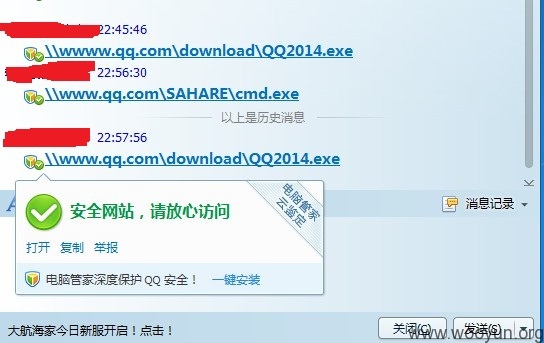 22:45:46
\\www.qq.com\download\QQ2014.exe
22:56:30
\\www.qq.com\SAHARE\cmd.exe
以上是历史消息
22:57:56
\\www.qq.com\download\QQ2014.exe
安全网站，请放心访问
电脑管家
云鉴定
打开 复制 举报
消息记录
电脑管家深度保护QQ安全！ 一键安装
大航海家今日新服开启！点击！
关闭(C) 发送(S)
www.wooyun.org